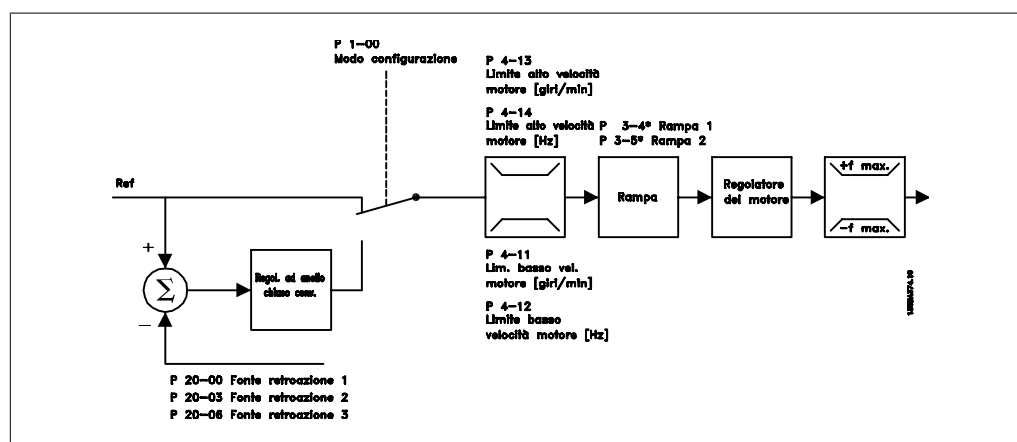 P 1-00
Modo configurazione
P 4-13
Limite alto velocità
motore [giri/min]
P 4-14
Limite alto velocità
motore [Hz]
P 3-4* Rampa 1
P 3-5* Rampa 2
Ref
+f max.
Rampa
Regolatore
del motore
-f max.
+
Σ
Regol. ad anello
chiuso conv.
−
P 4-11
Lim. basso vel.
motore [giri/min]
P 4-12
Limite basso
velocità motore [Hz]
P 20-00 Fonte retroazione 1
P 20-03 Fonte retroazione 2
P 20-06 Fonte retroazione 3